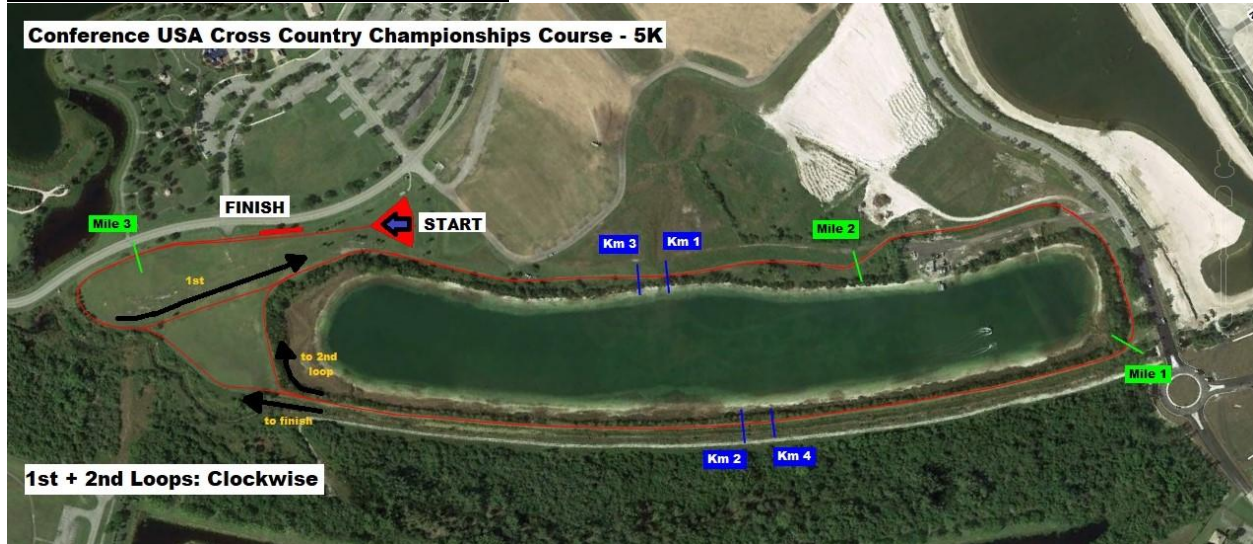 Conference USA Cross Country Championships Course - 5K
FINISH
START
Mile 3
Km 3
Km 1
Mile 2
1st
to 2nd
loop
Mile 1
to finish
Km 2
Km 4
1st + 2nd Loops: Clockwise